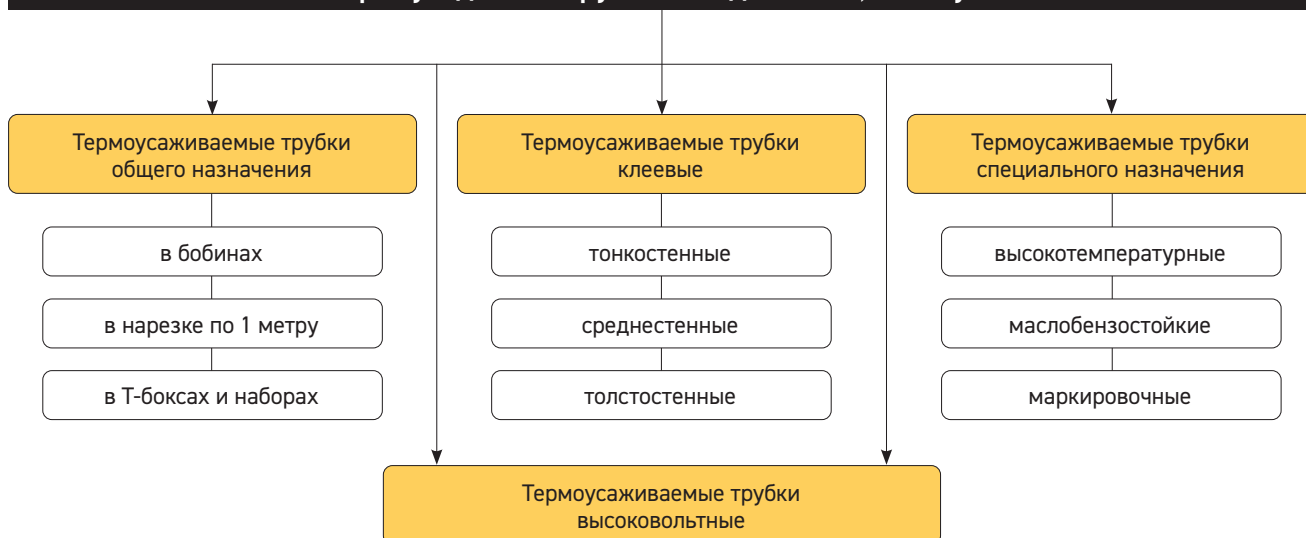 Термоусаживаемые трубки
общего назначения
в бобинах
в нарезке по 1 метру
в Т-боксах и наборах
Термоусаживаемые трубки
клеевые
тонкостенные
среднестенные
толстостенные
Термоусаживаемые трубки
специального назначения
высокотемпературные
маслобензостойкие
маркировочные
Термоусаживаемые трубки
высоковольтные